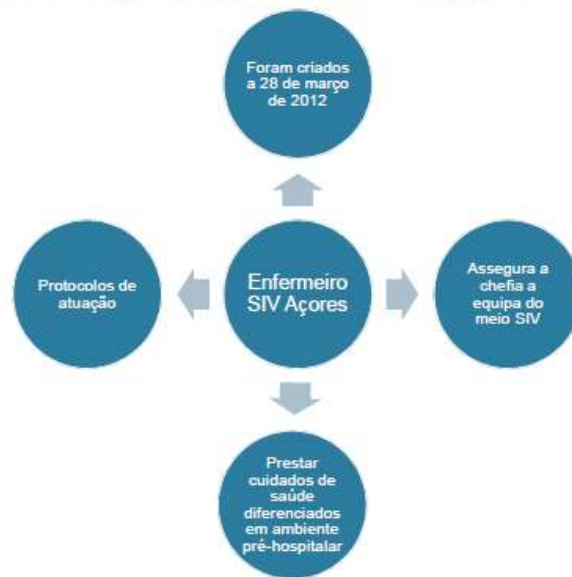 Foram criados
a 28 de março
de 2012
Protocolos de
atuação
Enfermeiro
SIV Açores
Assegura a
chefia a
equipa do
meio SIV
Prestar
cuidados de
saúde
diferenciados
em ambiente
pré-hospitalar